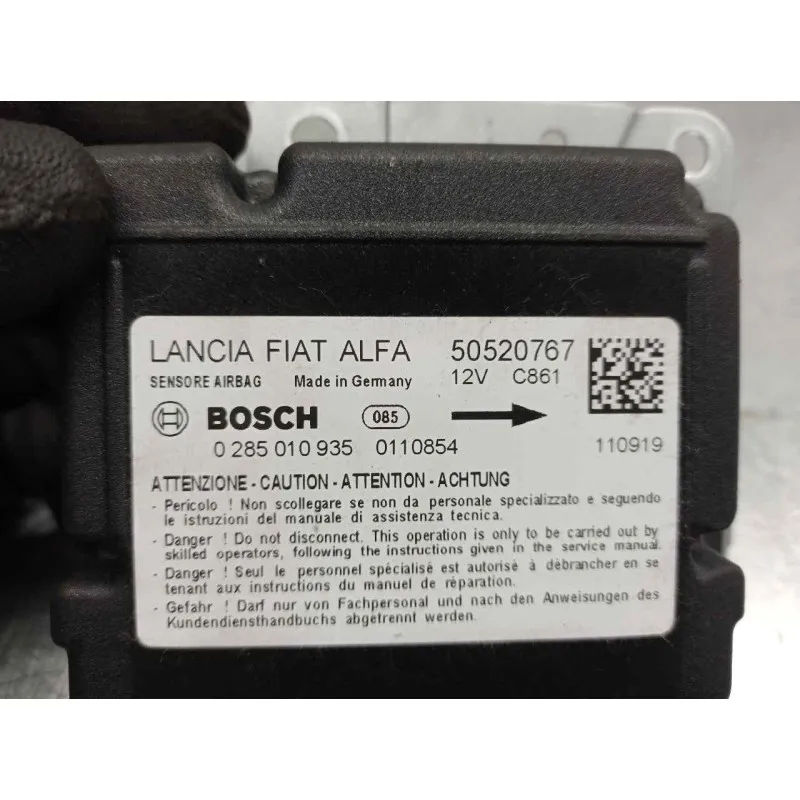 LANCIA FIAT ALFA 50520767
SENSORE AIRBAG Made in Germany 12V C861
BOSCH 085
0 285 010 935 0110854 110919
ATTENZIONE - CAUTION - ATTENTION - ACHTUNG
- Pericolo ! Non scollegare se non da personale specializzato e seguendo
le istruzioni del manuale di assistenza tecnica.
- Danger ! Do not disconnect. This operation is only to be carried out by
skilled operators, following the instructions given in the service manual.
- Danger ! Seul le personnel spécialisé est autorisé à débrancher en se
tenant aux instructions du manuel de réparation.
- Gefahr ! Darf nur von Fachpersonal und nach den Anweisungen des
Kundendiensthandbuchs abgetrennt werden.